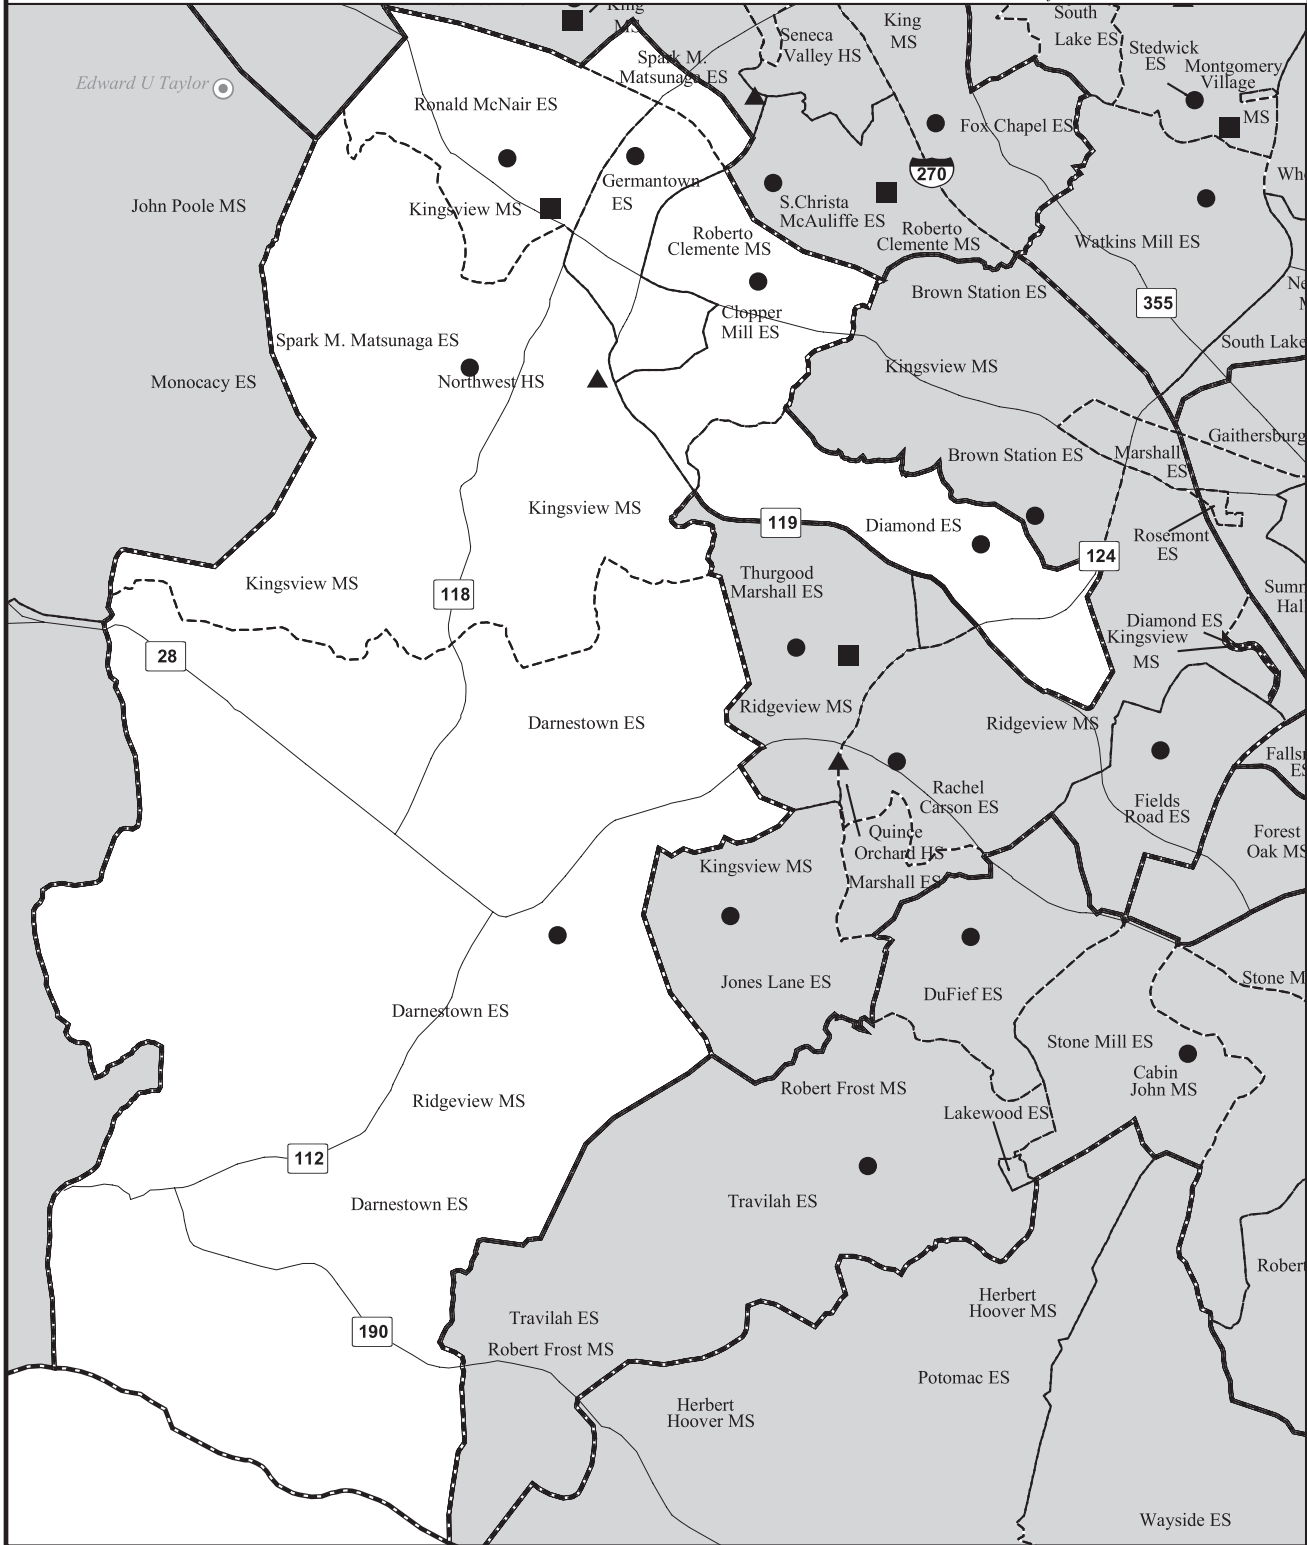 King
MS
Seneca
Valley HS
King
MS
South
Lake ES
Stedwick
ES
Montgomery
Village
MS
Edward U Taylor
Spark M.
Matsunaga ES
Ronald McNair ES
Fox Chapel ES
270
Germantown
ES
John Poole MS
Kingsview MS
S.Christa
McAuliffe ES
Roberto
Clemente MS
Roberto
Clemente MS
Watkins Mill ES
Brown Station ES
355
Clopper
Mill ES
Spark M. Matsunaga ES
South Lake
Monocacy ES
Northwest HS
Kingsview MS
Gaithersburg
Brown Station ES
Marshall
ES
Kingsview MS
119
Diamond ES
Rosemont
ES
124
Thurgood
Marshall ES
Kingsview MS
118
Diamond ES
Kingsview
MS
28
Ridgeview MS
Darnestown ES
Ridgeview MS
Rachel
Carson ES
Fields
Road ES
Quince
Orchard HS
Forest
Oak MS
Kingsview MS
Marshall ES
Jones Lane ES
DuFief ES
Stone M
Darnestown ES
Stone Mill ES
Cabin
John MS
Robert Frost MS
Ridgeview MS
Lakewood ES
112
Darnestown ES
Travilah ES
Robert
Herbert
Hoover MS
Travilah ES
190
Robert Frost MS
Potomac ES
Herbert
Hoover MS
Wayside ES